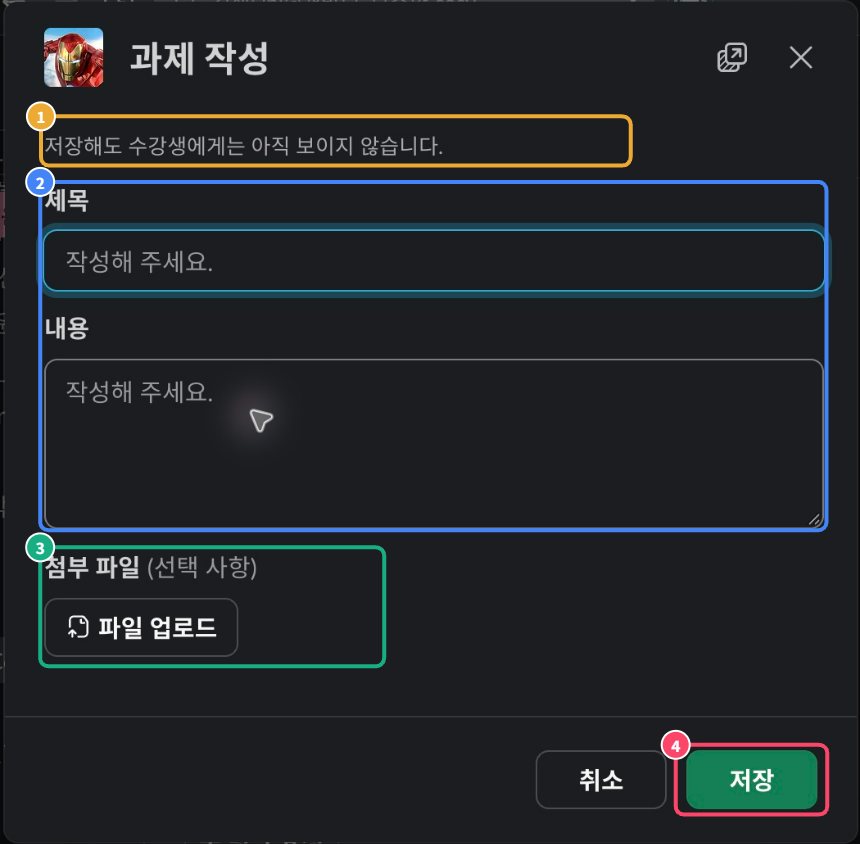 과제 작성
1
저장해도 수강생에게는 아직 보이지 않습니다.
2
제목
작성해 주세요.
내용
작성해 주세요.
3
첨부 파일 (선택 사항)
파일 업로드
4
취소 저장